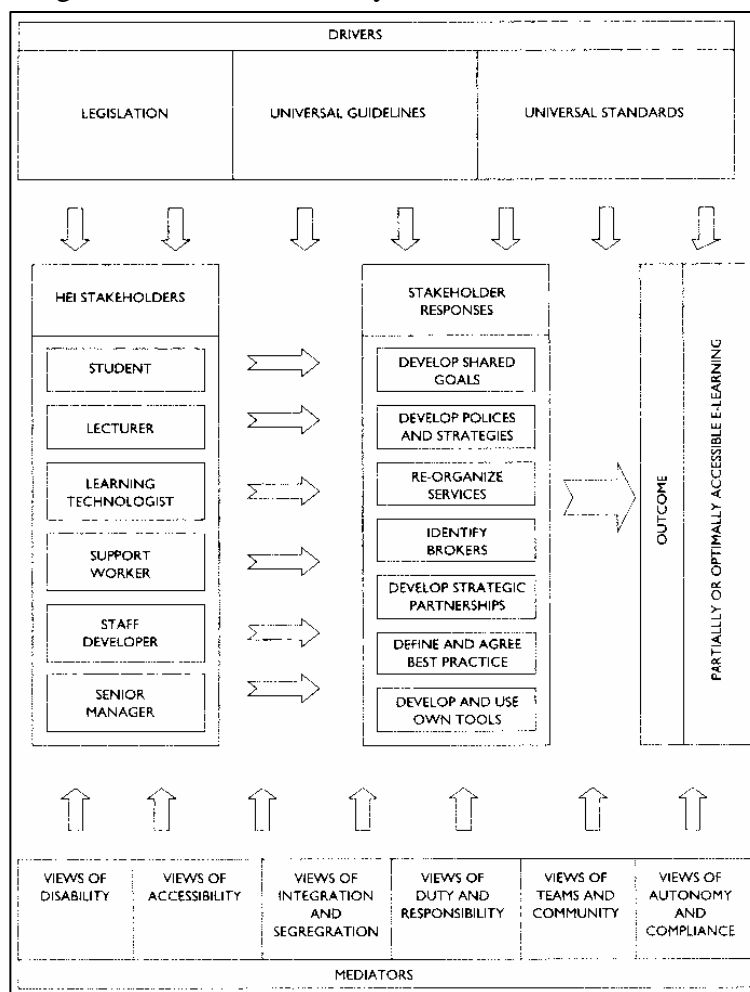 DRIVERS
LEGISLATION
UNIVERSAL GUIDELINES
UNIVERSAL STANDARDS
HEI STAKEHOLDERS
STUDENT
LECTURER
LEARNING
TECHNOLOGIST
SUPPORT
WORKER
STAFF
DEVELOPER
SENIOR
MANAGER
STAKEHOLDER
RESPONSES
DEVELOP SHARED
GOALS
DEVELOP POLICES
AND STRATEGIES
RE-ORGANIZE
SERVICES
IDENTIFY
BROKERS
DEVELOP STRATEGIC
PARTNERSHIPS
DEFINE AND AGREE
BEST PRACTICE
DEVELOP AND USE
OWN TOOLS
OUTCOME
PARTIALLLY OR OPTIMALLY ACCESSIBLE E-LEARNING
VIEWS OF
DISABILITY
VIEWS OF
ACCESSIBILITY
VIEWS OF
INTEGRATION
AND
SEGREGRATION
VIEWS OF
DUTY AND
RESPONSIBILITY
VIEWS OF
TEAMS AND
COMMUNITY
VIEWS OF
AUTONOMY
AND
COMPLIANCE
MEDIATORS